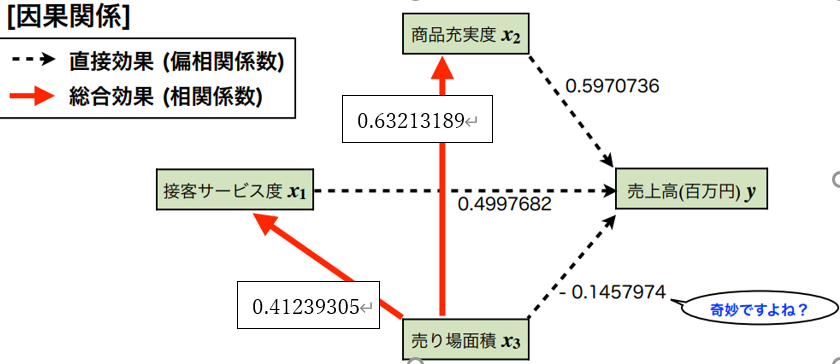 [因果関係]
直接効果 (偏相関係数)
総合効果 (相関係数)
商品充実度 x2
0.5970736
0.63213189↵
接客サービス度 x1
売上高(百万円) y
0.4997682
0.41239305↵
- 0.1457974
奇妙ですよね？
売り場面積 x3